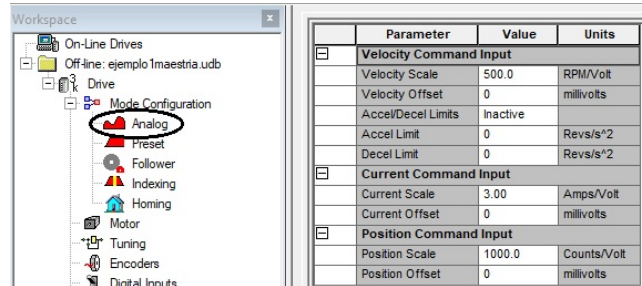 Workspace
On-Line Drives
Off-line: ejemplo1maestria.udb
Drive
Mode Configuration
Analog
Preset
Follower
Indexing
Homing
Motor
Tuning
Encoders
Digital Inputs
Parameter Value Units
Velocity Command Input
Velocity Scale 500.0 RPM/Volt
Velocity Offset 0 millivolts
Accel/Decel Limits Inactive
Accel Limit 0 Revs/s^2
Decel Limit 0 Revs/s^2
Current Command Input
Current Scale 3.00 Amps/Volt
Current Offset 0 millivolts
Position Command Input
Position Scale 1000.0 Counts/Volt
Position Offset 0 millivolts